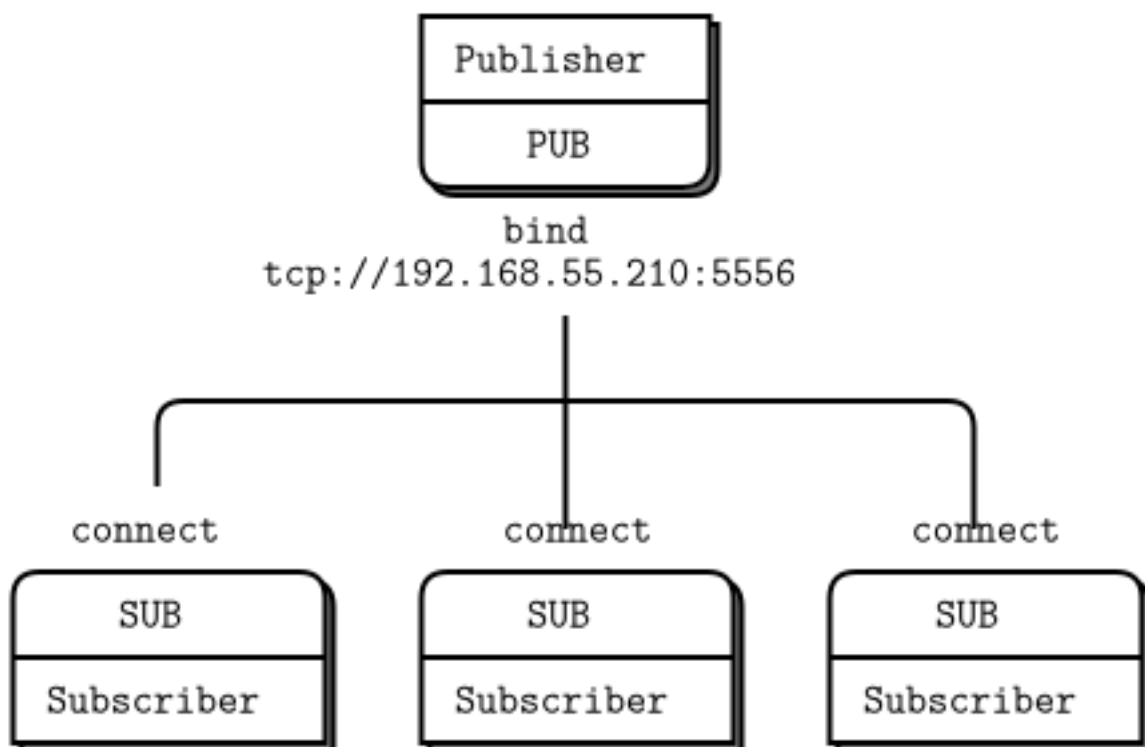 Publisher
PUB
bind
tcp://192.168.55.210:5556
connect connect connect
SUB SUB SUB
Subscriber Subscriber Subscriber